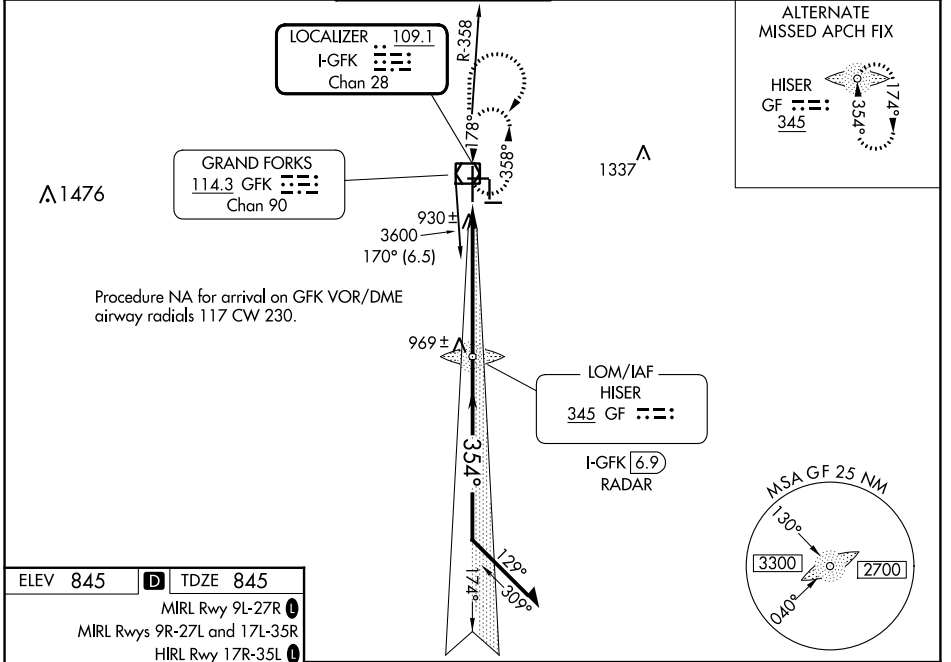 LOCALIZER 109.1
I-GFK
Chan 28
R-358
178°
358°
ALTERNATE
MISSED APCH FIX
HISER
GF
345
354°
174°
GRAND FORKS
114.3 GFK
Chan 90
1476
1337
930±
3600
170° (6.5)
Procedure NA for arrival on GFK VOR/DME
airway radials 117 CW 230.
969±
LOM/IAF
HISER
345 GF
I-GFK 6.9
RADAR
354°
129°
309°
174°
MSA GF 25 NM
130°
3300
2700
040°
ELEV 845 D TDZE 845
MIRL Rwy 9L-27R L
MIRL Rwys 9R-27L and 17L-35R
HIRL Rwy 17R-35L L